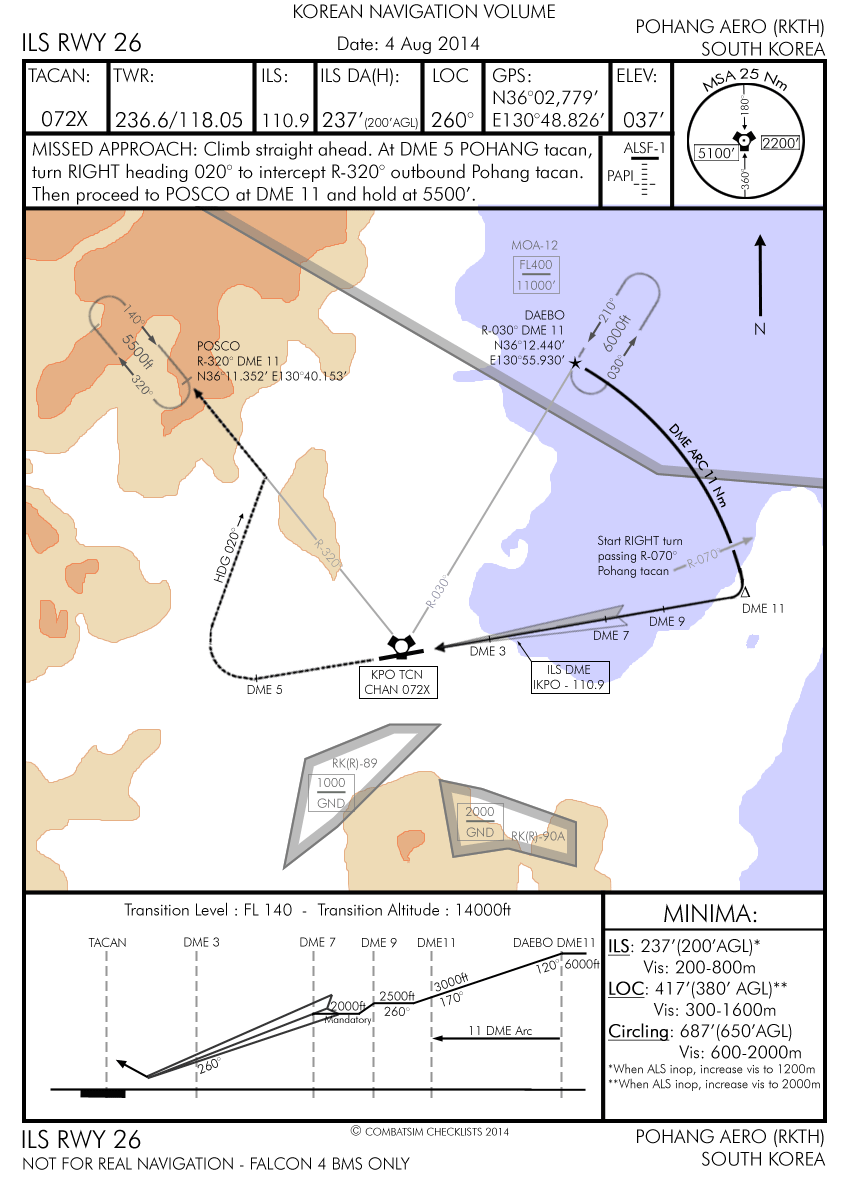 KOREAN NAVIGATION VOLUME
ILS RWY 26
Date: 4 Aug 2014
POHANG AERO (RKTH)
SOUTH KOREA
TACAN:
072X
TWR:
236.6/118.05
ILS:
110.9
ILS DA(H):
237'(200'AGL)
LOC
260°
GPS:
N36°02,779'
E130°48.826'
ELEV:
037'
MSA 25 Nm
180°
5100'
2200'
360°
MISSED APPROACH: Climb straight ahead. At DME 5 POHANG tacan,
turn RIGHT heading 020° to intercept R-320° outbound Pohang tacan.
Then proceed to POSCO at DME 11 and hold at 5500'.
ALSF-1
PAPI
MOA-12
FL400
11000'
DAEBO
R-030° DME 11
N36°12.440'
E130°55.930'
210°
6000ft
030°
N
140°
5500ft
320°
POSCO
R-320° DME 11
N36°11.352' E130°40.153'
DME ARC 11 Nm
HDG 020°
R-320°
R-030°
Start RIGHT turn
passing R-070°
Pohang tacan
R-070°
DME 11
DME 9
DME 7
DME 3
DME 5
KPO TCN
CHAN 072X
ILS DME
IKPO - 110.9
RK(R)-89
1000
GND
2000
GND
RK(R)-90A
Transition Level : FL 140 - Transition Altitude : 14000ft
TACAN
DME 3
DME 7
DME 9
DME11
DAEBO DME11
120°
6000ft
3000ft
170°
2500ft
260°
2000ft
Mandatory
11 DME Arc
260°
MINIMA:
ILS: 237'(200'AGL)*
Vis: 200-800m
LOC: 417'(380' AGL)**
Vis: 300-1600m
Circling: 687'(650'AGL)
Vis: 600-2000m
*When ALS inop, increase vis to 1200m
**When ALS inop, increase vis to 2000m
ILS RWY 26
© COMBATSIM CHECKLISTS 2014
POHANG AERO (RKTH)
NOT FOR REAL NAVIGATION - FALCON 4 BMS ONLY
SOUTH KOREA